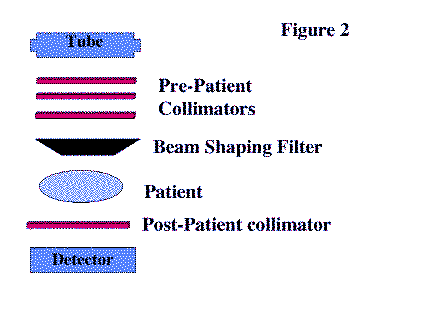 Figure 2
Tube
Pre-Patient
Collimators
Beam Shaping Filter
Patient
Post-Patient collimator
Detector